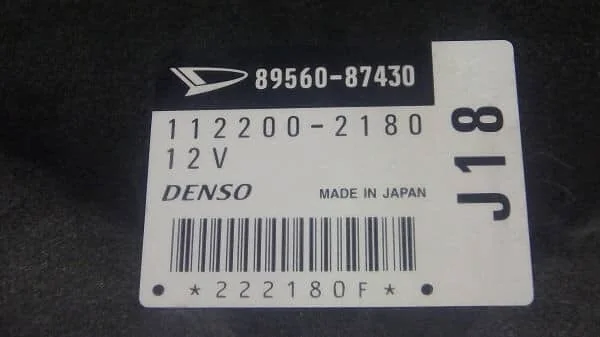 89560-87430
112200-2180
12V
DENSO MADE IN JAPAN
*222180F*
J18